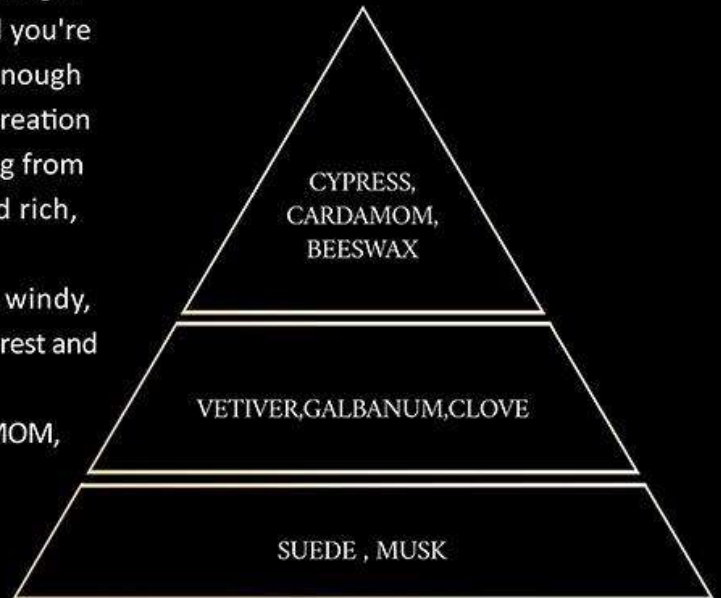 you're
nough
reation
g from
d rich,
windy,
rest and
MOM,
CYPRESS,
CARDAMOM,
BEESWAX
VETIVER,GALBANUM,CLOVE
SUEDE , MUSK